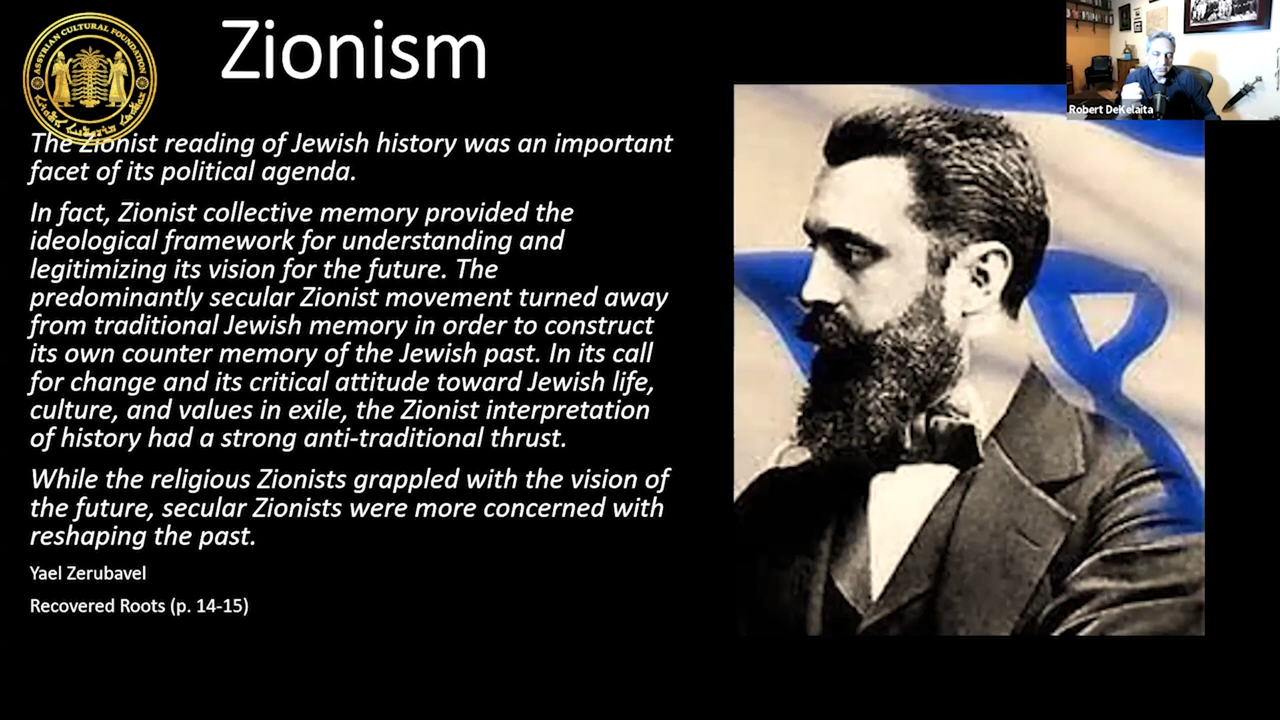 ASSYRIAN CULTURAL FOUNDATION
Zionism
Robert DeKelaita
The Zionist reading of Jewish history was an important
facet of its political agenda.
In fact, Zionist collective memory provided the
ideological framework for understanding and
legitimizing its vision for the future. The
predominantly secular Zionist movement turned away
from traditional Jewish memory in order to construct
its own counter memory of the Jewish past. In its call
for change and its critical attitude toward Jewish life,
culture, and values in exile, the Zionist interpretation
of history had a strong anti-traditional thrust.
While the religious Zionists grappled with the vision of
the future, secular Zionists were more concerned with
reshaping the past.
Yael Zerubavel
Recovered Roots (p. 14-15)